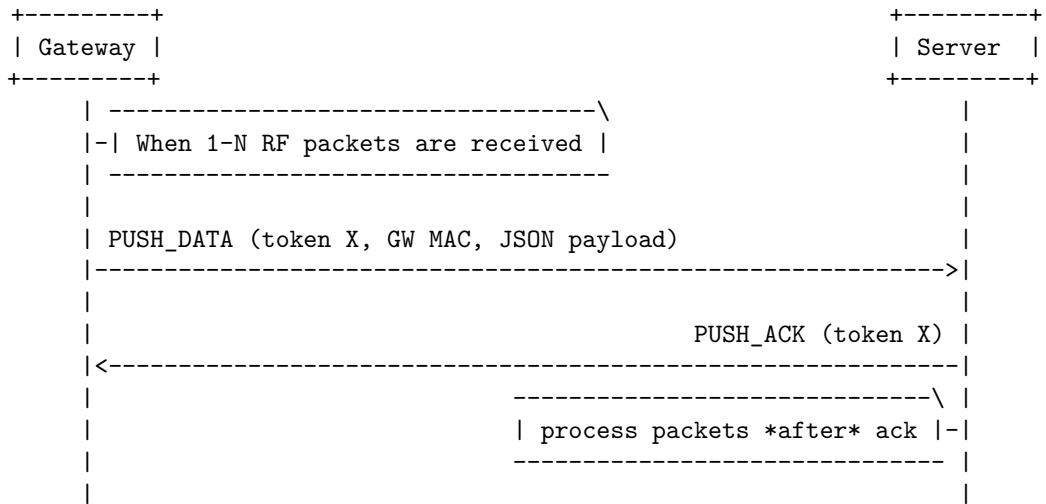 Gateway Server
When 1-N RF packets are received
PUSH_DATA (token X, GW MAC, JSON payload)
PUSH_ACK (token X)
process packets *after* ack